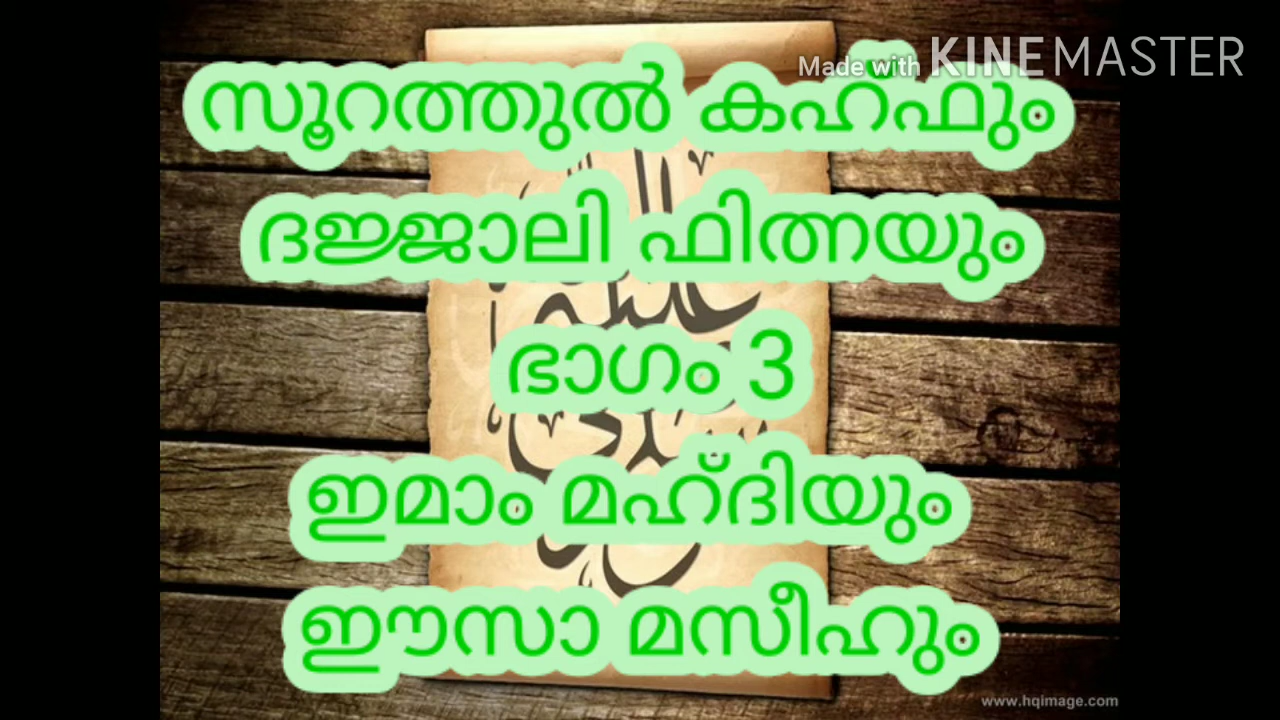 Made with KINEMASTER
സൂറത്തുൽ കഹ്ഫും
ദജ്ജാലി ഫിത്നയും
ഭാഗം 3
ഇമാം മഹ്ദിയും
ഈസാ മസീഹും
www.hqimage.com